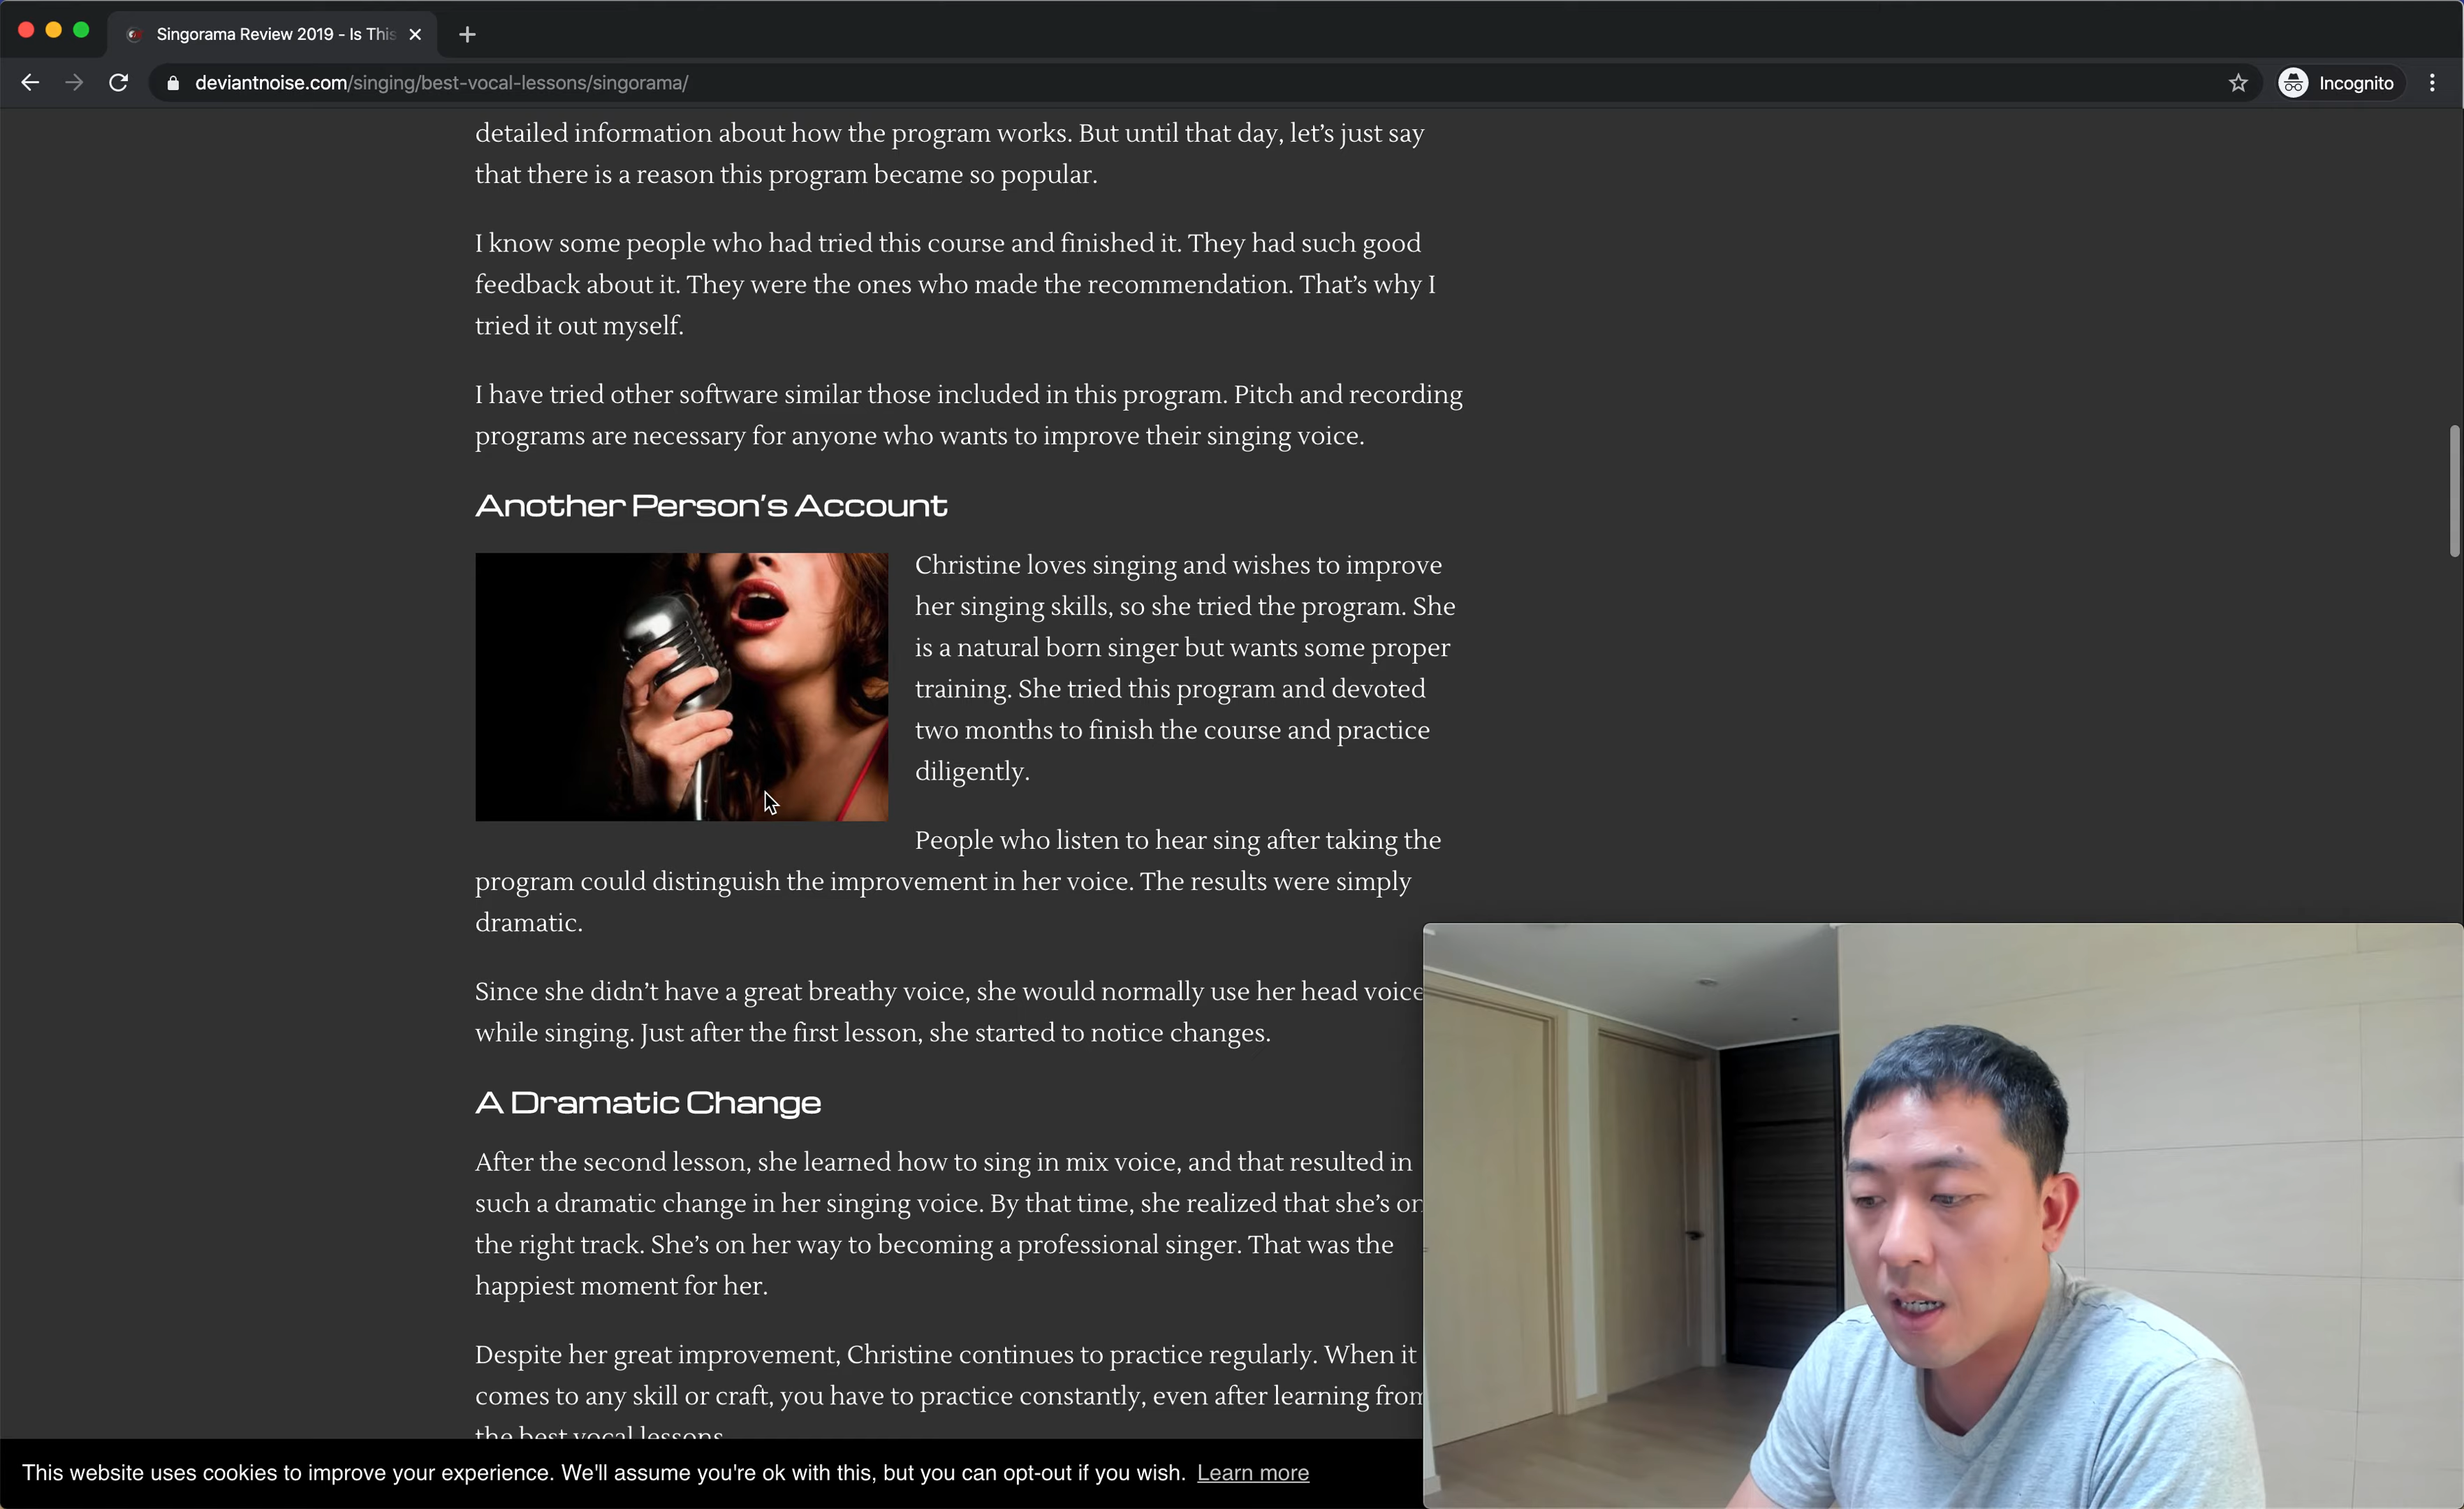 Singorama Review 2019 - Is This
deviantnoise.com/singing/best-vocal-lessons/singorama/
Incognito
detailed information about how the program works. But until that day, let's just say
that there is a reason this program became so popular.
I know some people who had tried this course and finished it. They had such good
feedback about it. They were the ones who made the recommendation. That's why I
tried it out myself.
I have tried other software similar those included in this program. Pitch and recording
programs are necessary for anyone who wants to improve their singing voice.
Another Person's Account
Christine loves singing and wishes to improve
her singing skills, so she tried the program. She
is a natural born singer but wants some proper
training. She tried this program and devoted
two months to finish the course and practice
diligently.
People who listen to hear sing after taking the
program could distinguish the improvement in her voice. The results were simply
dramatic.
Since she didn't have a great breathy voice, she would normally use her head voice
while singing. Just after the first lesson, she started to notice changes.
A Dramatic Change
After the second lesson, she learned how to sing in mix voice, and that resulted in
such a dramatic change in her singing voice. By that time, she realized that she's on
the right track. She's on her way to becoming a professional singer. That was the
happiest moment for her.
Despite her great improvement, Christine continues to practice regularly. When it
comes to any skill or craft, you have to practice constantly, even after learning from
the best vocal lessons
This website uses cookies to improve your experience. We'll assume you're ok with this, but you can opt-out if you wish. Learn more